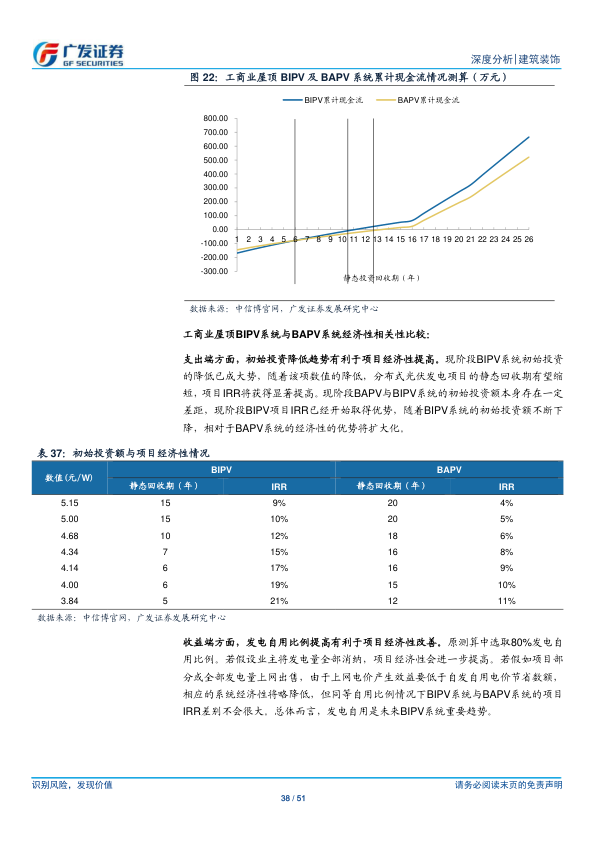 广发证券
GF SECURITIES
深度分析|建筑装饰
图 22：工商业屋顶 BIPV 及 BAPV 系统累计现金流情况测算（万元）
BIPV累计现金流 BAPV累计现金流
800.00
700.00
600.00
500.00
400.00
300.00
200.00
100.00
0.00
-100.00
-200.00
-300.00
1 2 3 4 5 6 7 8 9 10 11 12 13 14 15 16 17 18 19 20 21 22 23 24 25 26
静态投资回收期（年）
数据来源：中信博官网，广发证券发展研究中心
工商业屋顶BIPV系统与BAPV系统经济性相关性比较：
支出端方面，初始投资降低趋势有利于项目经济性提高。现阶段BIPV系统初始投资
的降低已成大势，随着该项数值的降低，分布式光伏发电项目的静态回收期有望缩
短，项目IRR将获得显著提高。现阶段BAPV与BIPV系统的初始投资额本身存在一定
差距，现阶段BIPV项目IRR已经开始取得优势，随着BIPV系统的初始投资额不断下
降，相对于BAPV系统的经济性的优势将扩大化。
表 37：初始投资额与项目经济性情况
数值(元/W) BIPV BAPV
静态回收期（年） IRR 静态回收期（年） IRR
5.15 15 9% 20 4%
5.00 15 10% 20 5%
4.68 10 12% 18 6%
4.34 7 15% 16 8%
4.14 6 17% 16 9%
4.00 6 19% 15 10%
3.84 5 21% 12 11%
数据来源：中信博官网，广发证券发展研究中心
收益端方面，发电自用比例提高有利于项目经济性改善。原测算中选取80%发电自
用比例。若假设业主将发电量全部消纳，项目经济性会进一步提高。若假如项目部
分或全部发电量上网出售，由于上网电价产生效益要低于自发自用电价节省数额，
相应的系统经济性将略降低，但同等自用比例情况下BIPV系统与BAPV系统的项目
IRR差别不会很大。总体而言，发电自用是未来BIPV系统重要趋势。
识别风险，发现价值 请务必阅读末页的免责声明
38 / 51